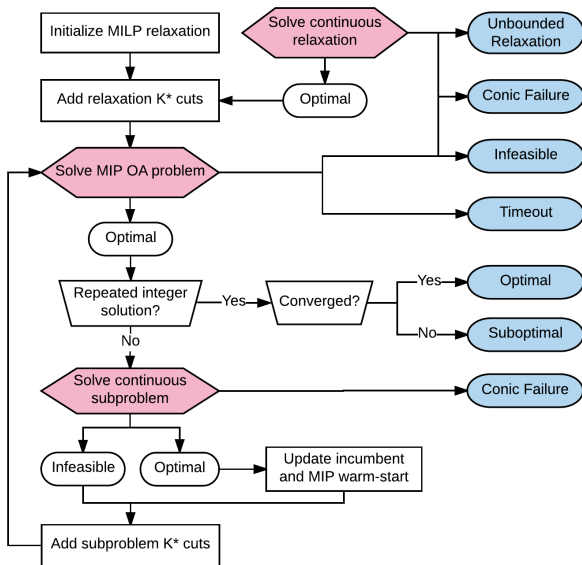 Initialize MILP relaxation
Solve continuous
relaxation
Unbounded
Relaxation
Add relaxation K* cuts
Optimal
Conic Failure
Solve MIP OA problem
Infeasible
Timeout
Optimal
Repeated integer
solution?
Yes
Converged?
Yes
Optimal
No
Suboptimal
No
Solve continuous
subproblem
Conic Failure
Infeasible
Optimal
Update incumbent
and MIP warm-start
Add subproblem K* cuts